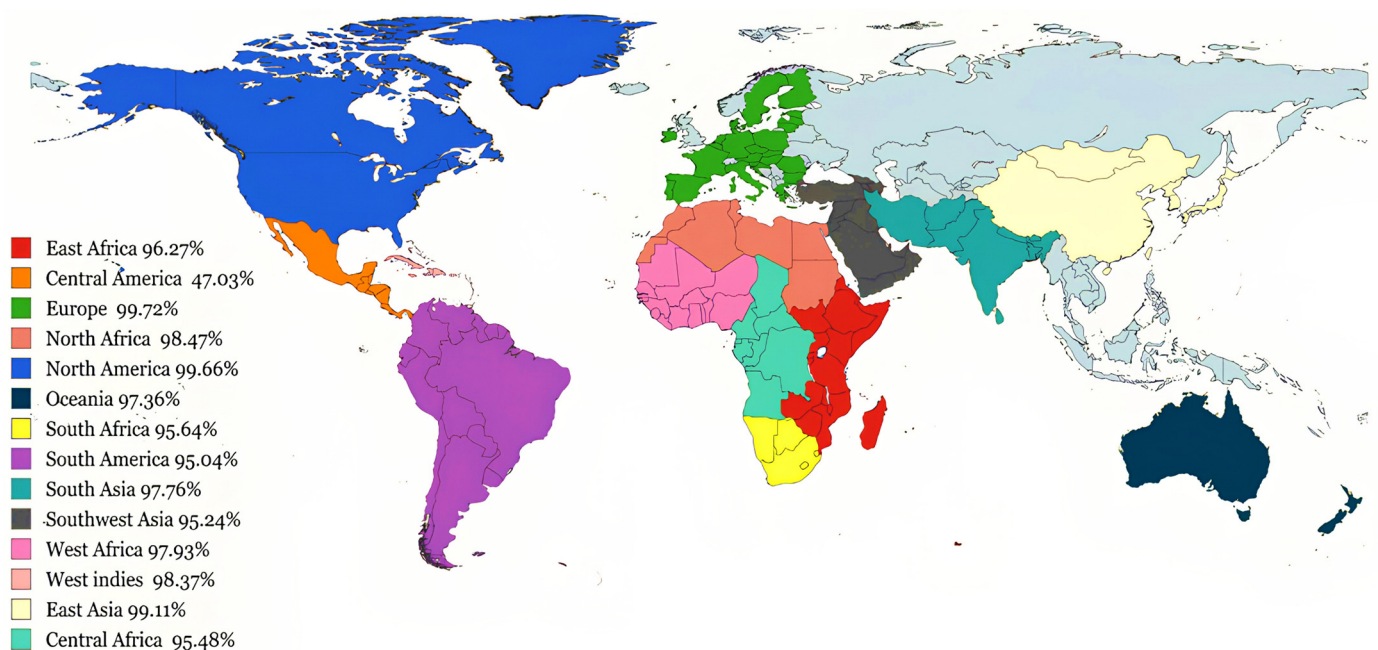 East Africa 96.27%
Central America 47.03%
Europe 99.72%
North Africa 98.47%
North America 99.66%
Oceania 97.36%
South Africa 95.64%
South America 95.04%
South Asia 97.76%
Southwest Asia 95.24%
West Africa 97.93%
West indies 98.37%
East Asia 99.11%
Central Africa 95.48%